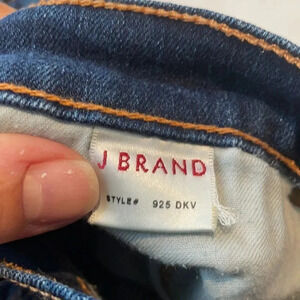 J BRAND
STYLE# 925 DKV